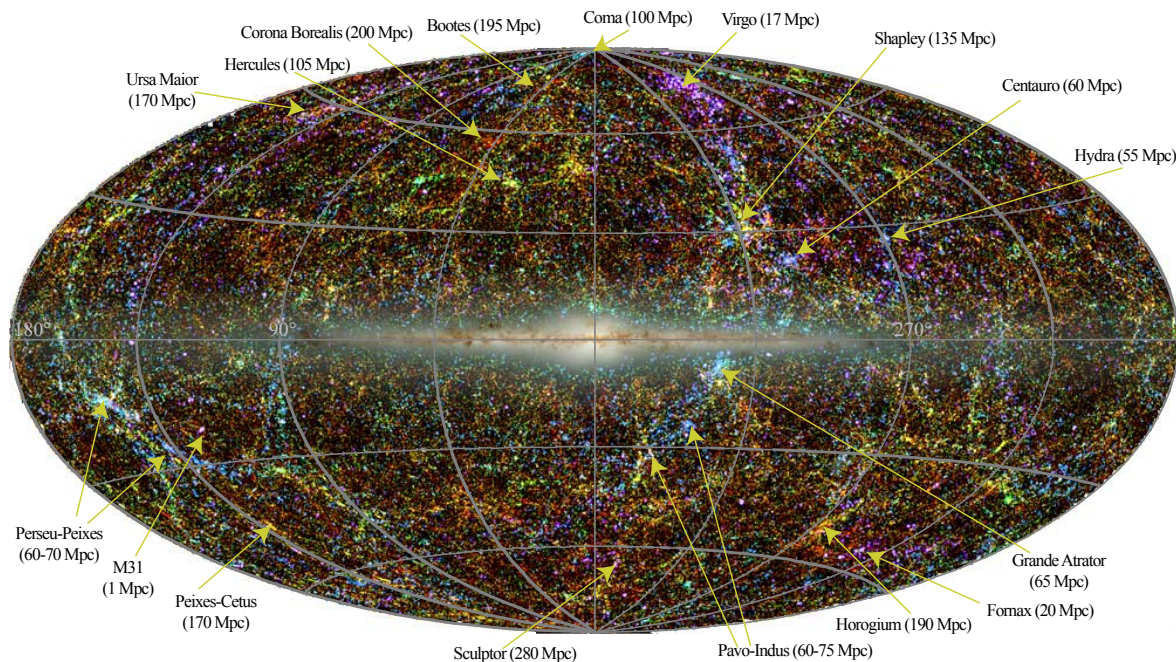 Coma (100 Mpc)
Bootes (195 Mpc)
Virgo (17 Mpc)
Corona Borealis (200 Mpc)
Shapley (135 Mpc)
Hercules (105 Mpc)
Ursa Maior
(170 Mpc)
Centauro (60 Mpc)
Hydra (55 Mpc)
180°
90°
270°
Perseu-Peixes
(60-70 Mpc)
M31
(1 Mpc)
Peixes-Cetus
(170 Mpc)
Sculptor (280 Mpc)
Pavo-Indus (60-75 Mpc)
Horogium (190 Mpc)
Fornax (20 Mpc)
Grande Atrator
(65 Mpc)